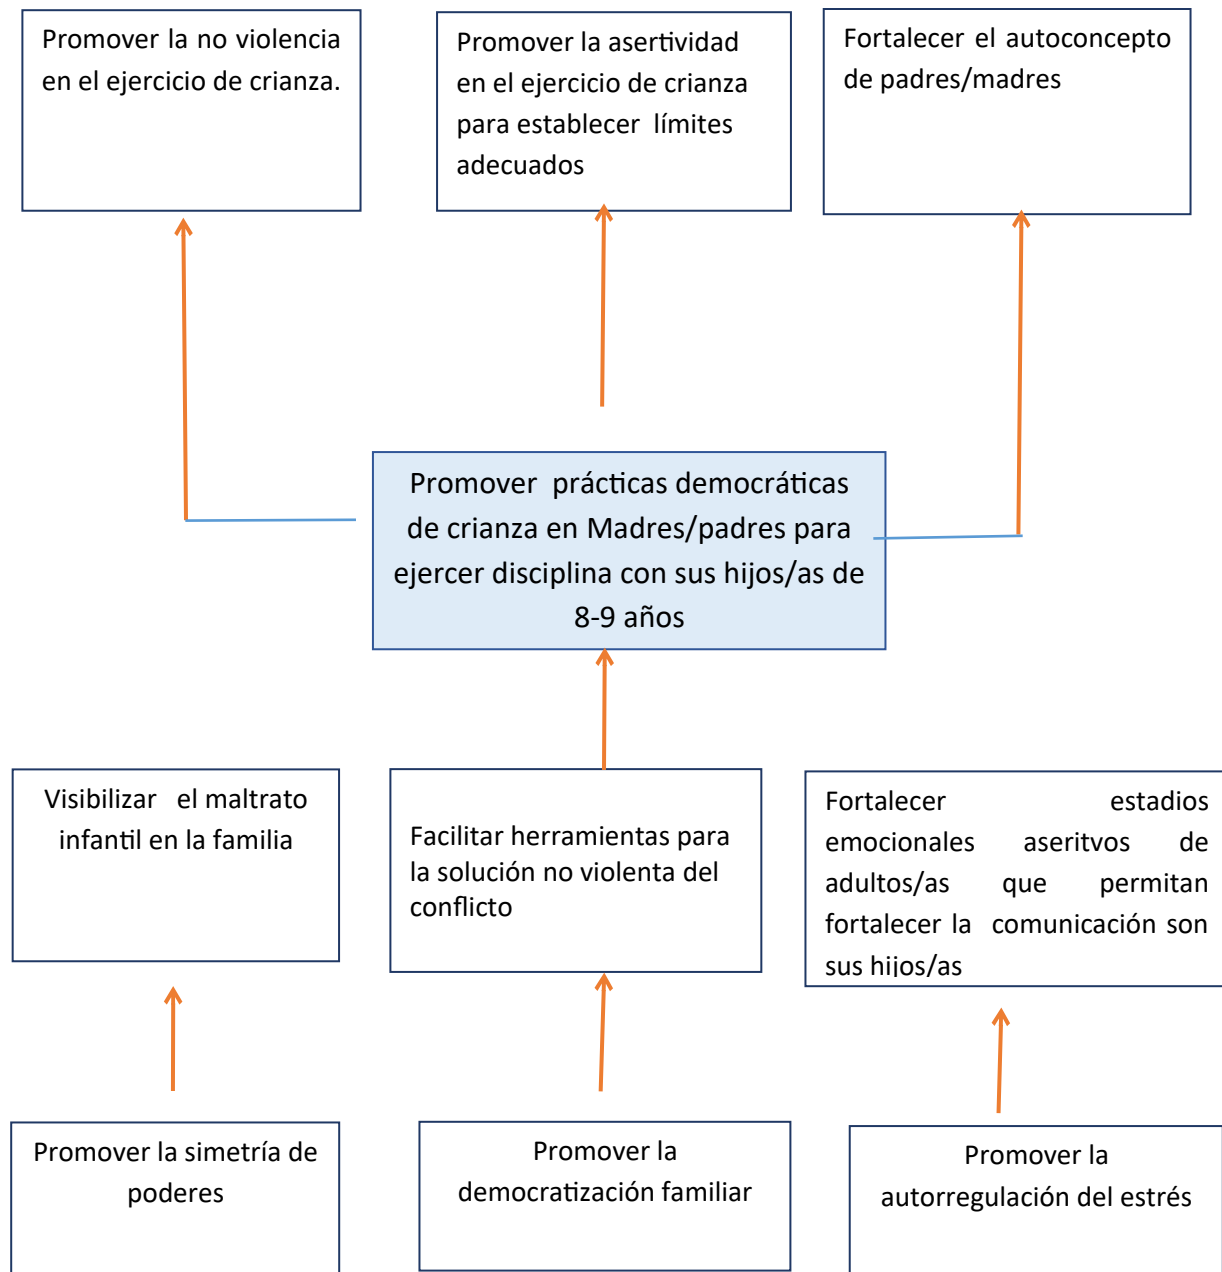 Promover la no violencia
en el ejercicio de crianza.
Promover la asertividad
en el ejercicio de crianza
para establecer límites
adecuados
Fortalecer el autoconcepto
de padres/madres
Promover prácticas democráticas
de crianza en Madres/padres para
ejercer disciplina con sus hijos/as de
8-9 años
Visibilizar el maltrato
infantil en la familia
Facilitar herramientas para
la solución no violenta del
conflicto
Fortalecer estadios
emocionales aseritvos de
adultos/as que permitan
fortalecer la comunicación son
sus hijos/as
Promover la simetría de
poderes
Promover la
democratización familiar
Promover la
autorregulación del estrés